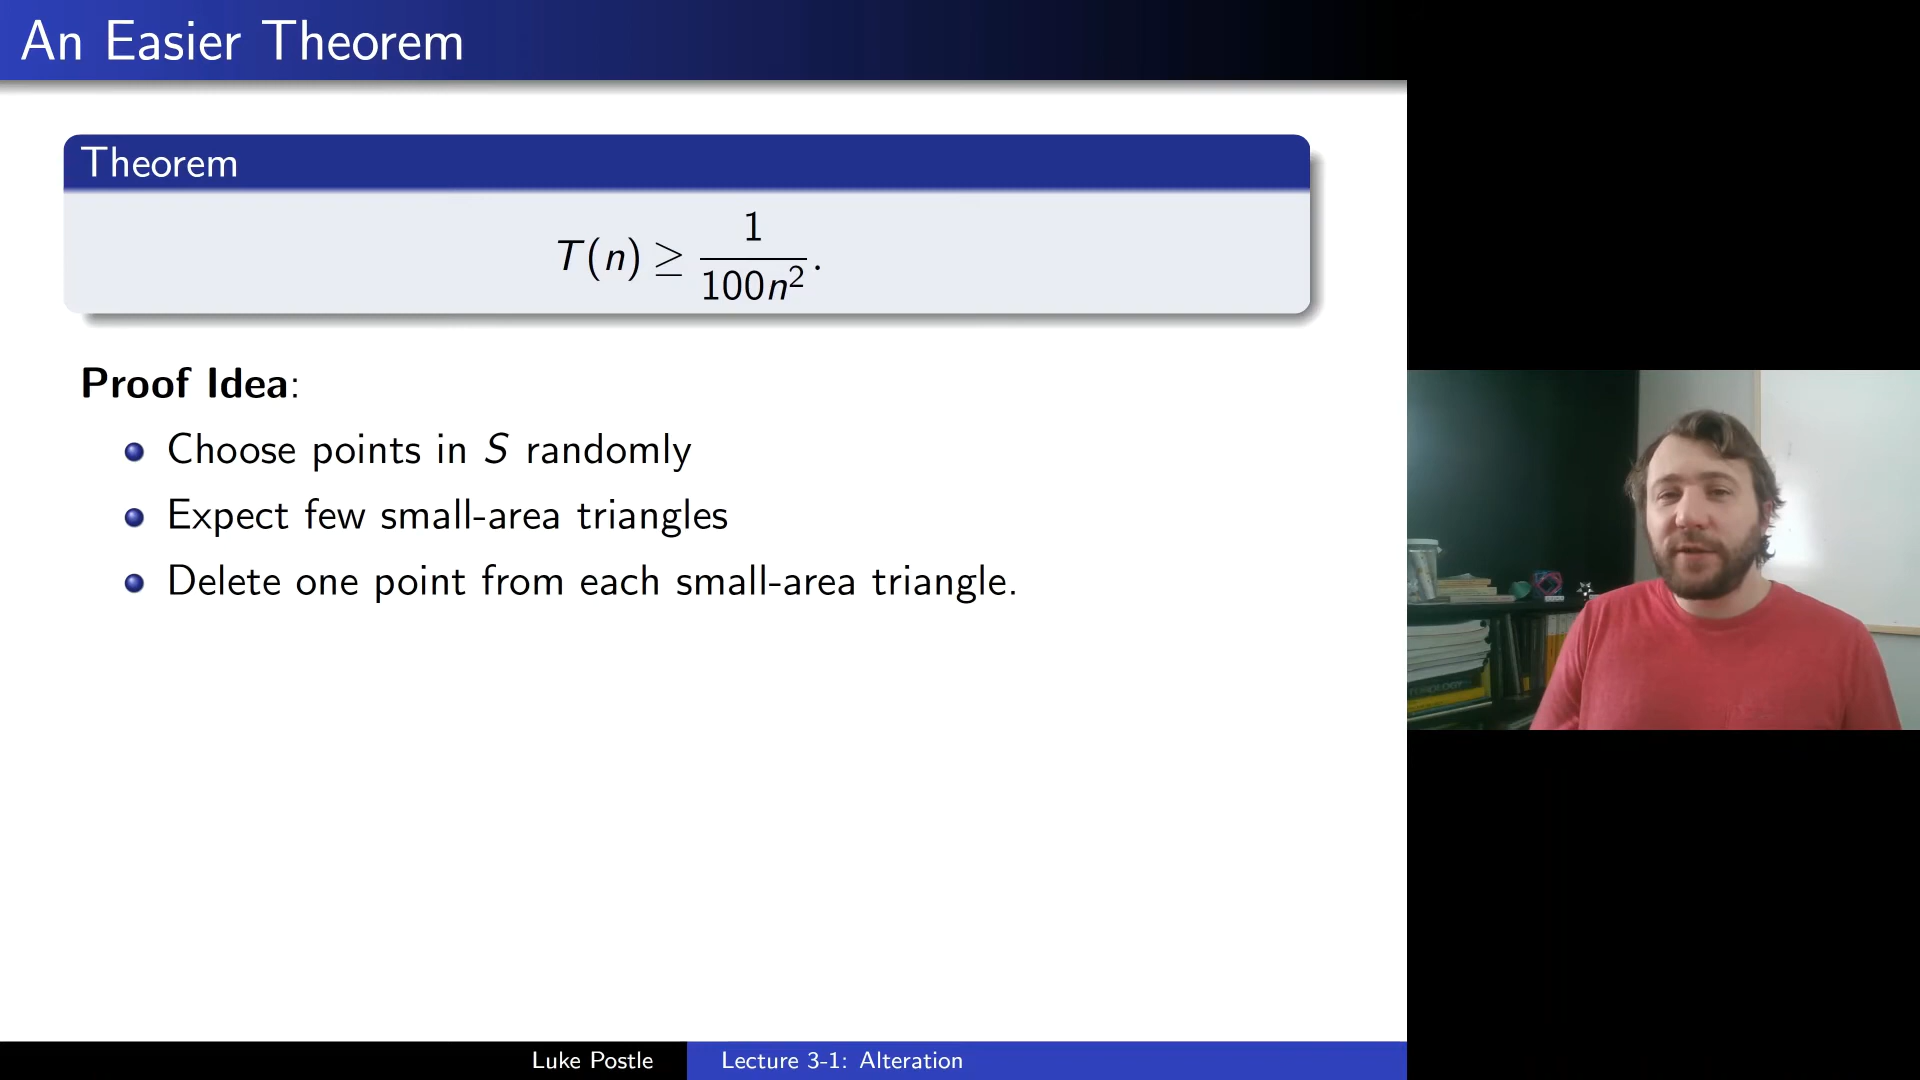 An Easier Theorem
Theorem
T(n) ≥ 1/(100n²).
Proof Idea:
Choose points in S randomly
Expect few small-area triangles
Delete one point from each small-area triangle.
Luke Postle
Lecture 3-1: Alteration